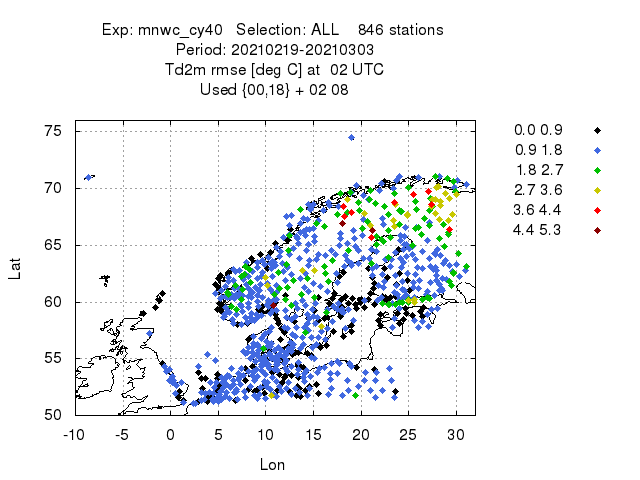 Exp: mnwc_cy40 Selection: ALL 846 stations
Period: 20210219-20210303
Td2m rmse [deg C] at 02 UTC
Used {00,18} + 02 08
0.0 0.9
0.9 1.8
1.8 2.7
2.7 3.6
3.6 4.4
4.4 5.3
75
70
65
60
55
50
Lat
-10 -5 0 5 10 15 20 25 30
Lon